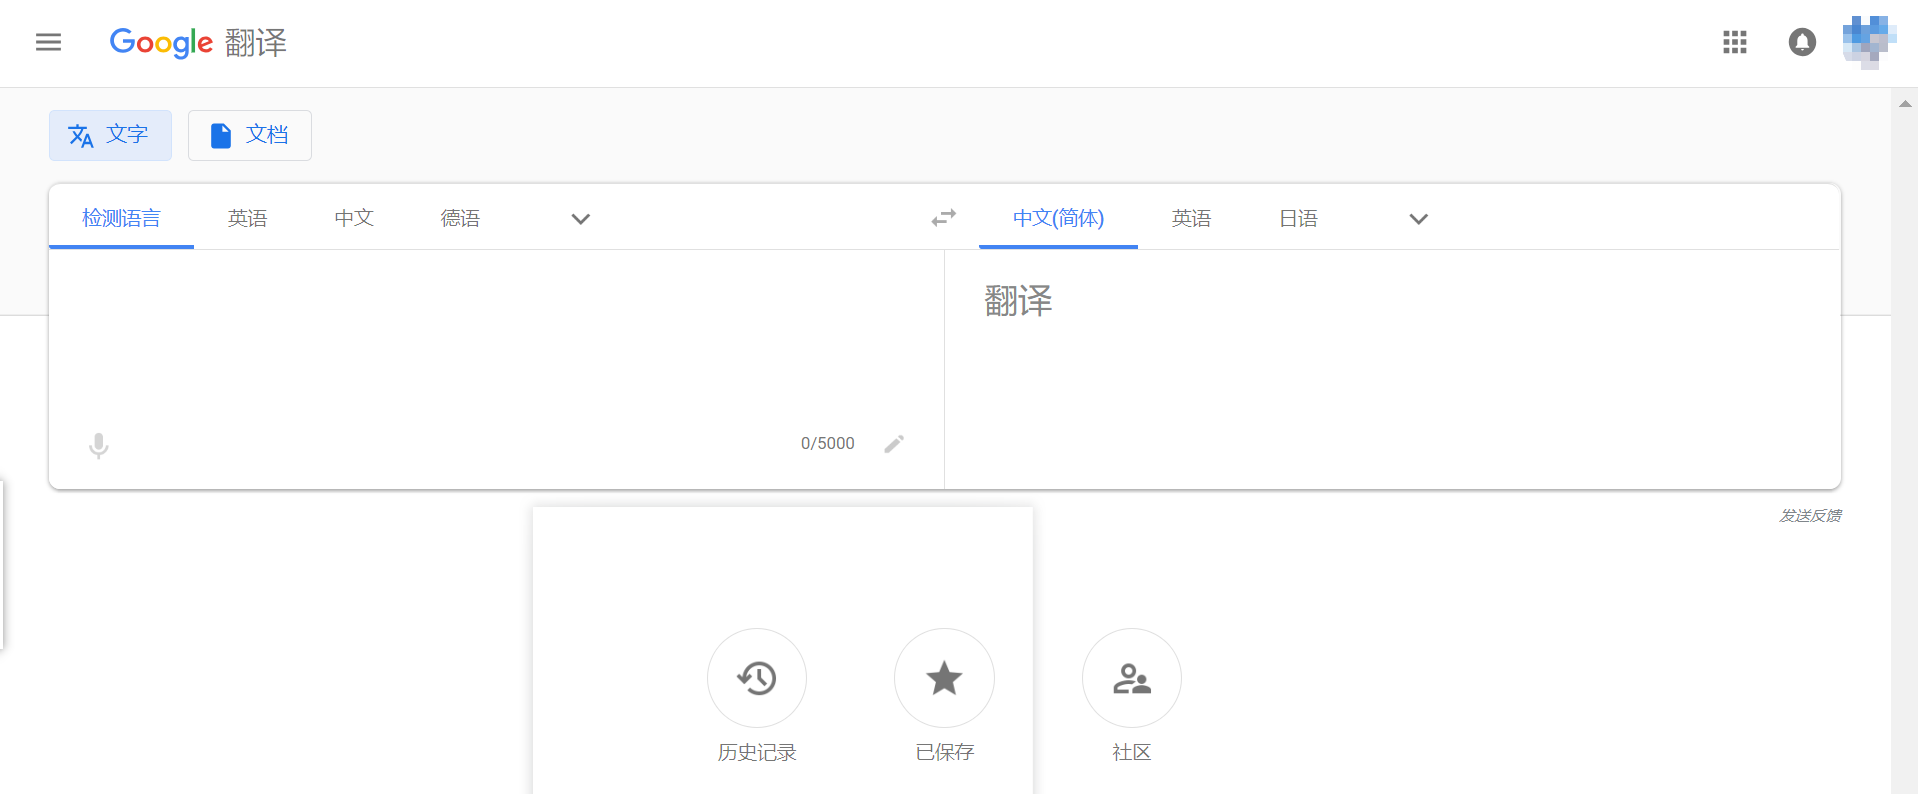 Google 翻译
文字 文档
检测语言 英语 中文 德语 中文(简体) 英语 日语
翻译
0/5000
发送反馈
历史记录 已保存 社区